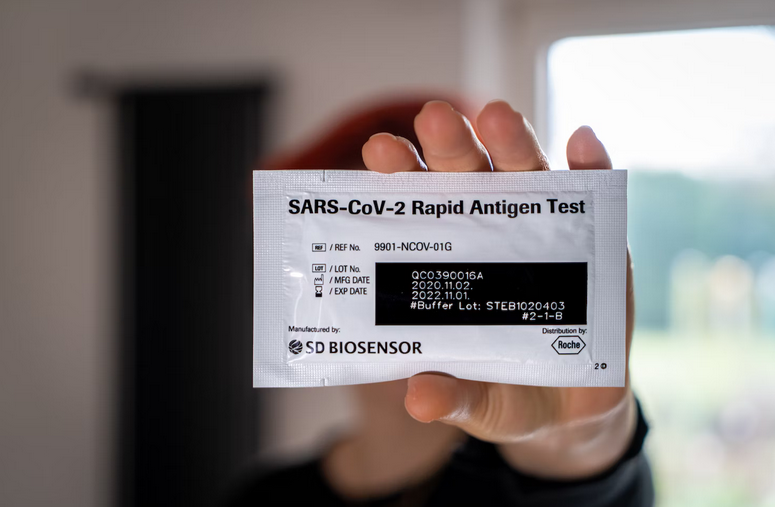 SARS-CoV-2 Rapid Antigen Test
REF / REF No. 9901-NCOV-01G
LOT / LOT No. QC0390016A
/ MFG DATE 2020.11.02.
/ EXP DATE 2022.11.01.
#Buffer Lot: STEB1020403
#2-1-B
Manufactured by: Distribution by:
SD BIOSENSOR Roche
2